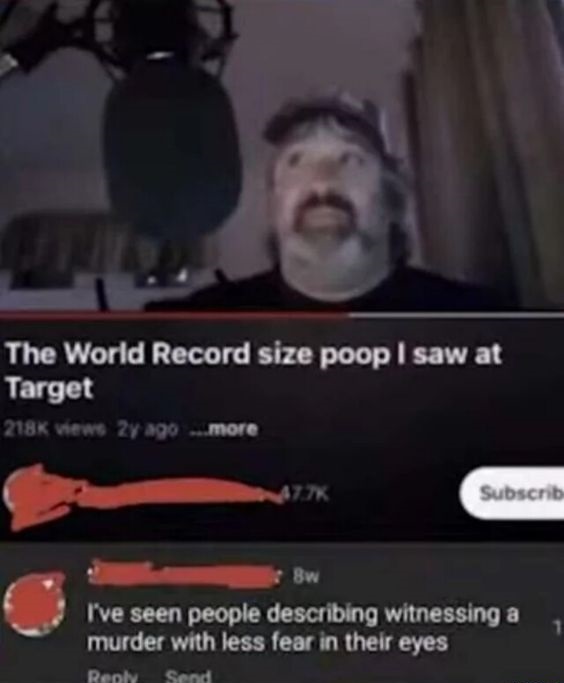 The World Record size poop I saw at
Target
218K views 2y ago ...more
47.7K
Subscrib
8w
I've seen people describing witnessing a
murder with less fear in their eyes
1
Reply Send